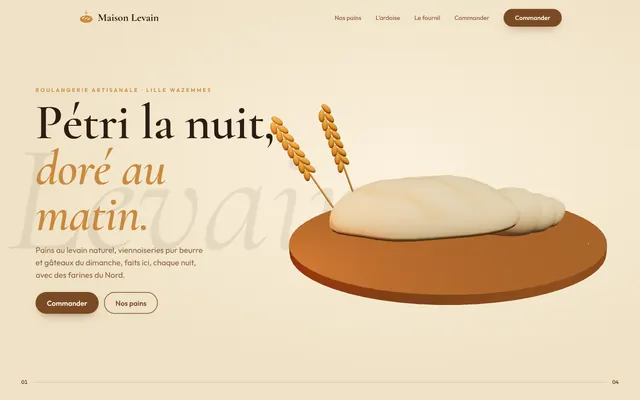 Maison Levain
Nos pains
L'ardoise
Le fournil
Commander
Commander
BOULANGERIE ARTISANALE · LILLE WAZEMMES
Pétri la nuit,
doré au
matin.
Levain
Pains au levain naturel, viennoiseries pur beurre
et gâteaux du dimanche, faits ici, chaque nuit,
avec des farines du Nord.
Commander
Nos pains
01
04